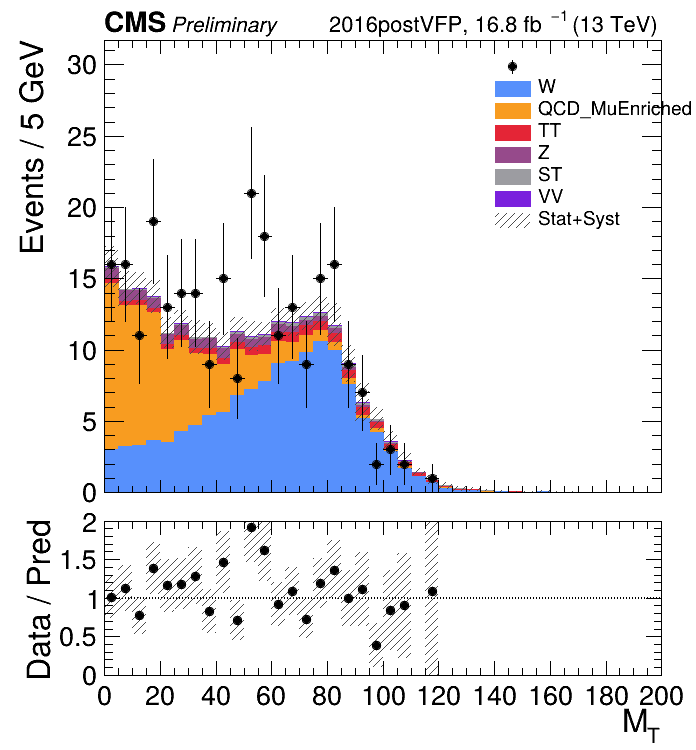 CMS Preliminary 2016postVFP, 16.8 fb⁻¹ (13 TeV)
Events / 5 GeV
30
25
20
15
10
5
0
W
QCD_MuEnriched
TT
Z
ST
VV
Stat+Syst
Data / Pred
2
1.5
1
0.5
0
0 20 40 60 80 100 120 140 160 180 200
M_T